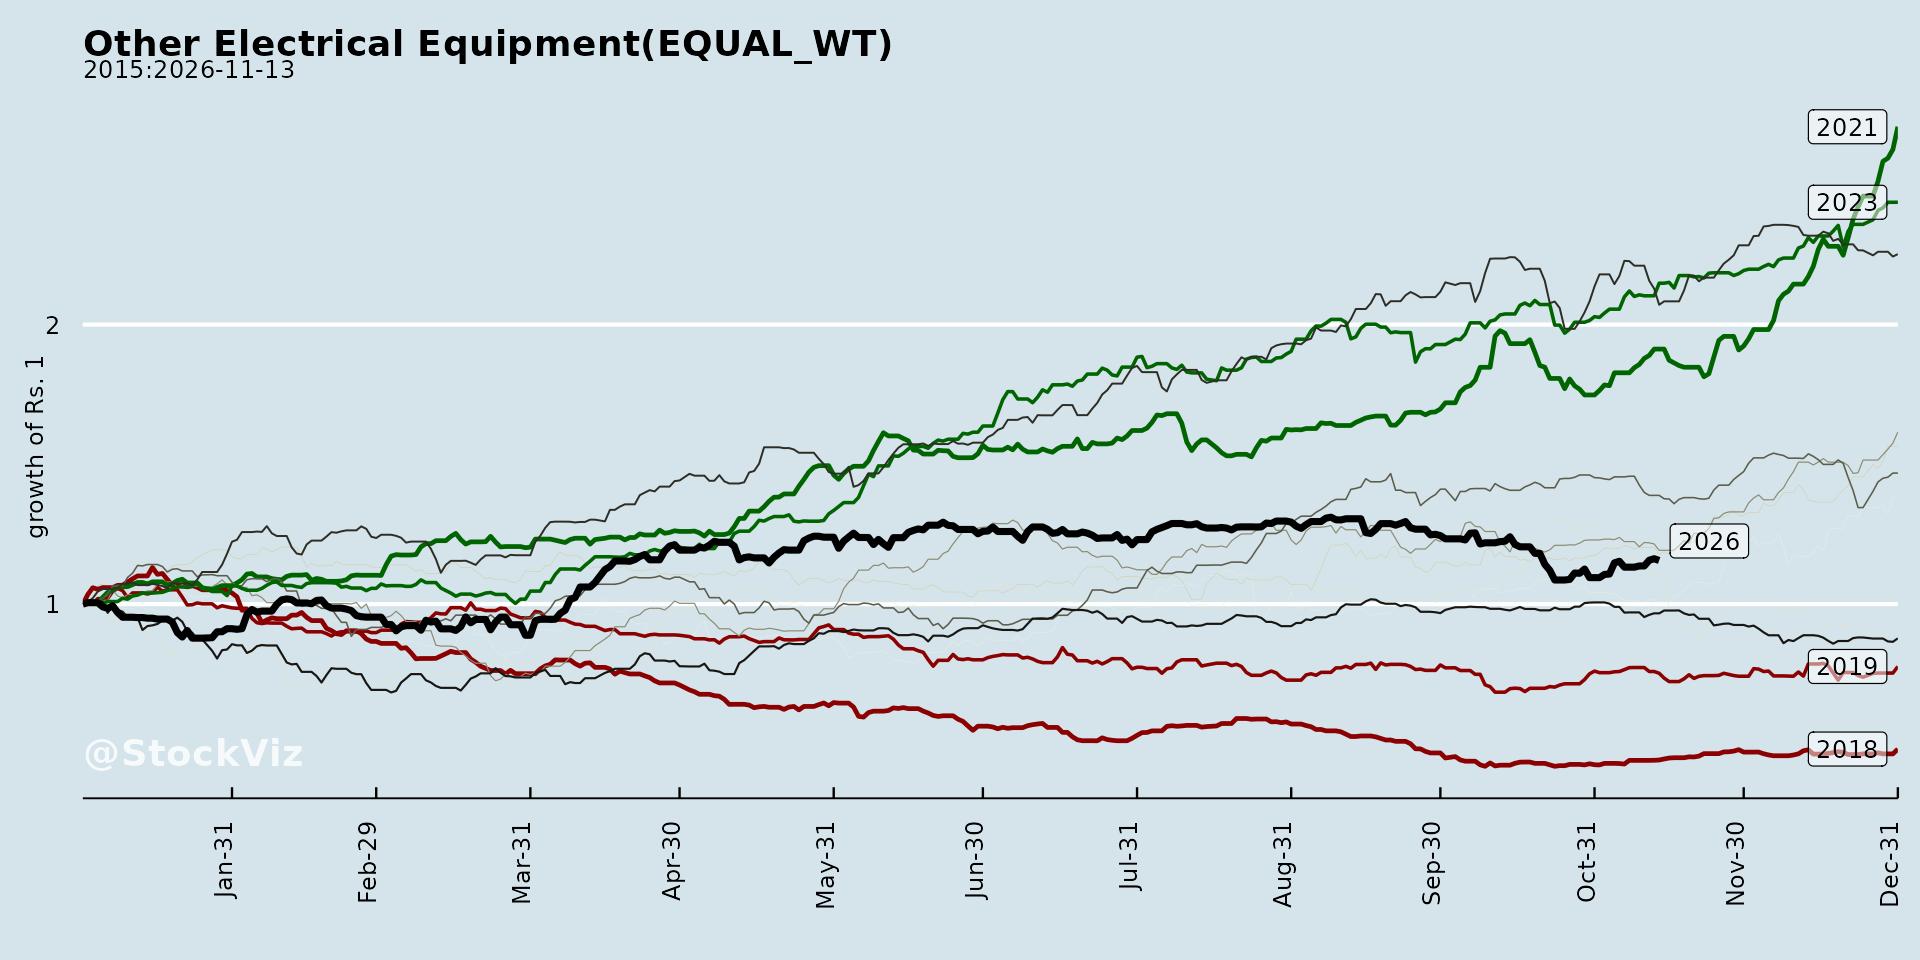 Other Electrical Equipment(EQUAL_WT)
2015:2026-11-13
2021
2023
2
growth of Rs. 1
2026
1
2019
@StockViz
2018
Jan-31
Feb-29
Mar-31
Apr-30
May-31
Jun-30
Jul-31
Aug-31
Sep-30
Oct-31
Nov-30
Dec-31